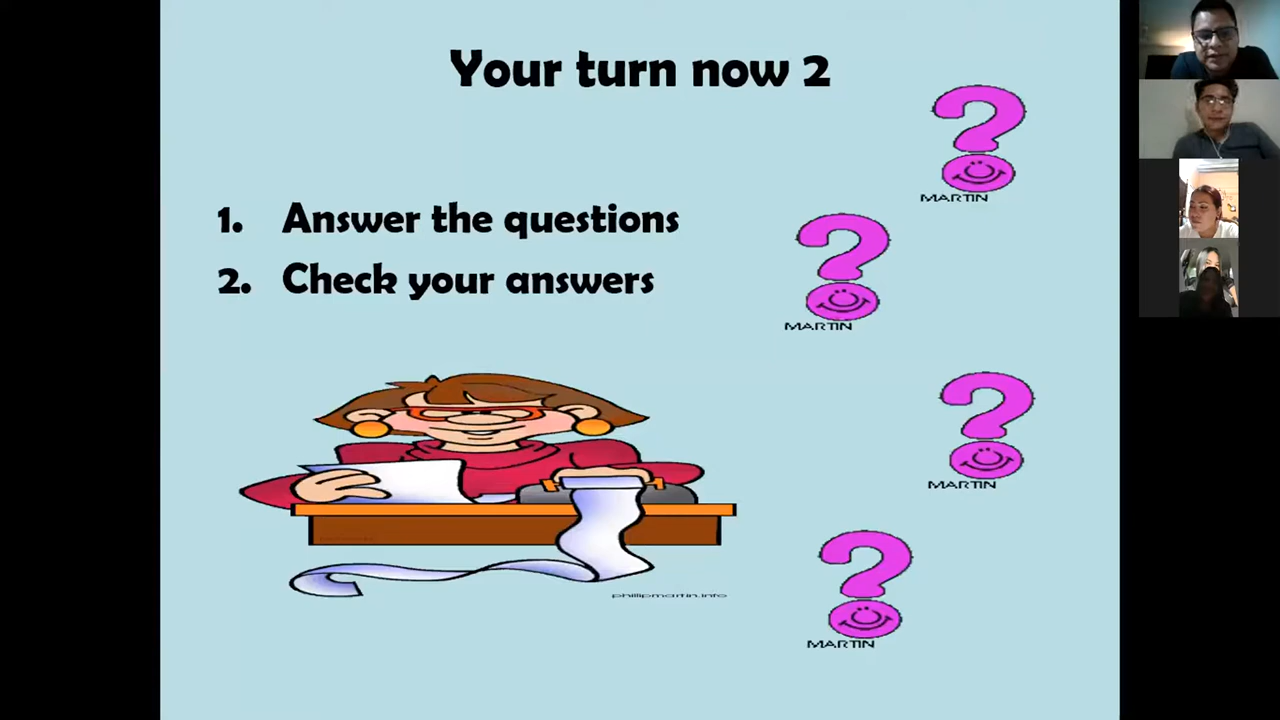 Your turn now 2
MARTIN
1. Answer the questions
2. Check your answers
MARTIN
MARTIN
phillipmartin.info
MARTIN